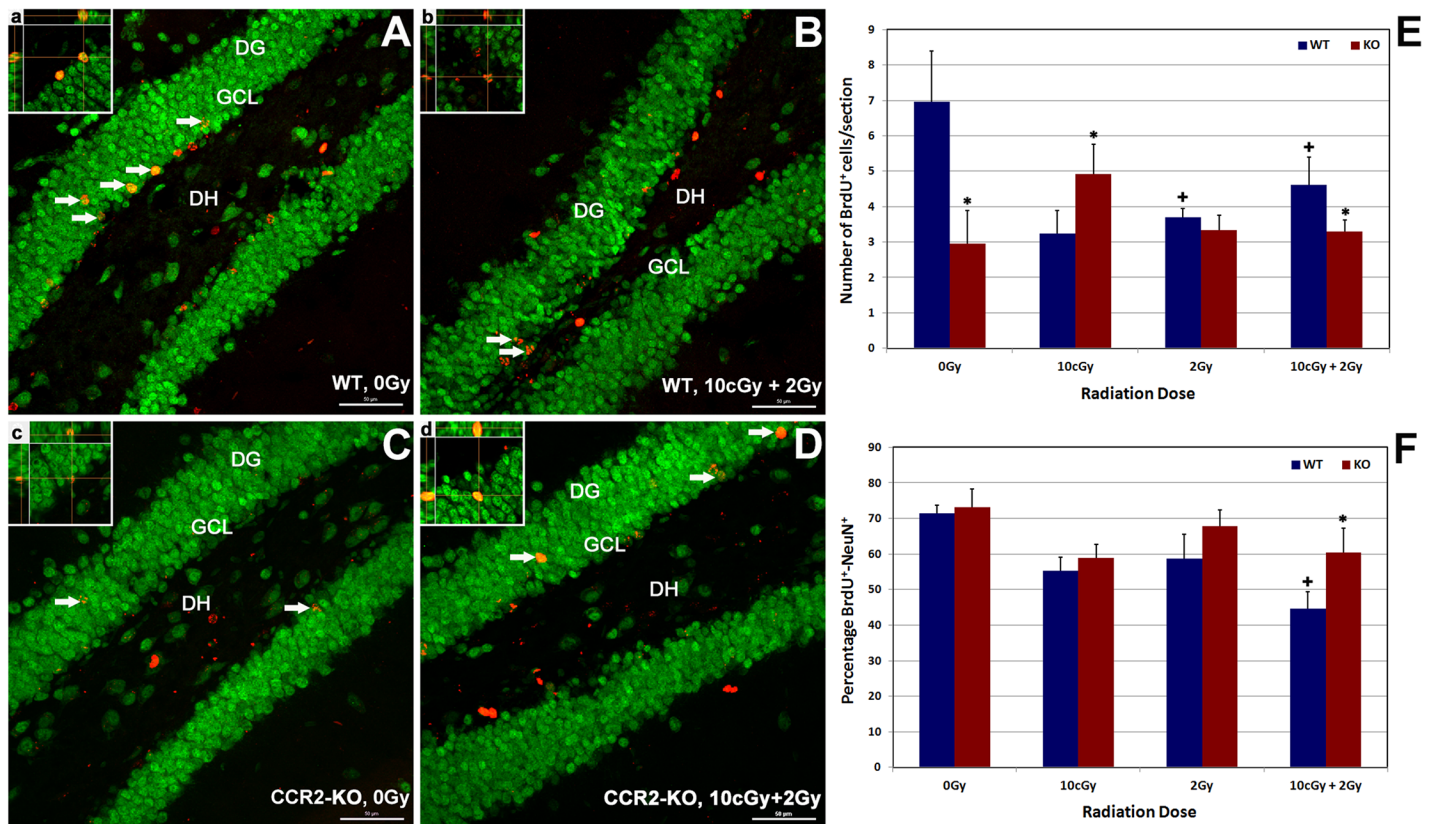 a
A
DG
GCL
DH
WT, 0Gy
50 µm
b
B
DH
DG
GCL
WT, 10cGy + 2Gy
50 µm
c
C
DG
GCL
DH
CCR2-KO, 0Gy
50 µm
d
D
DG
GCL
DH
CCR2-KO, 10cGy+2Gy
50 µm
E
WT KO
Number of BrdU⁺ cells/section
9
8
7
6
5
4
3
2
1
0
*
*
+
+
*
0Gy 10cGy 2Gy 10cGy + 2Gy
Radiation Dose
F
WT KO
Percentage BrdU⁺-NeuN⁺
90
80
70
60
50
40
30
20
10
0
+
*
0Gy 10cGy 2Gy 10cGy + 2Gy
Radiation Dose